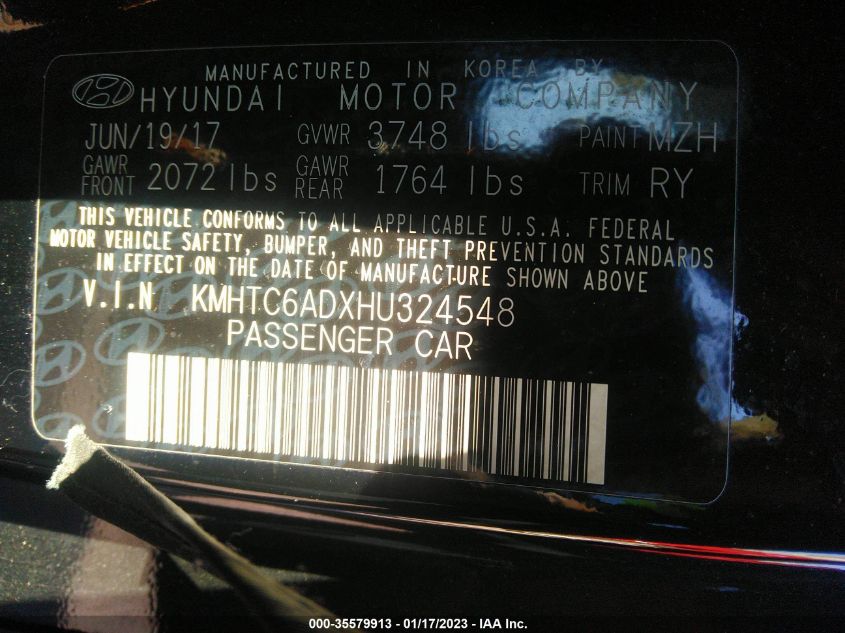 MANUFACTURED IN KOREA BY
HYUNDAI MOTOR COMPANY
JUN/19/17 GVWR 3748 lbs PAINT MZH
GAWR FRONT 2072 lbs GAWR REAR 1764 lbs TRIM RY
THIS VEHICLE CONFORMS TO ALL APPLICABLE U.S.A. FEDERAL
MOTOR VEHICLE SAFETY, BUMPER, AND THEFT PREVENTION STANDARDS
IN EFFECT ON THE DATE OF MANUFACTURE SHOWN ABOVE
V.I.N KMHTC6ADXHU324548
PASSENGER CAR
000-35579913 - 01/17/2023 - IAA Inc.